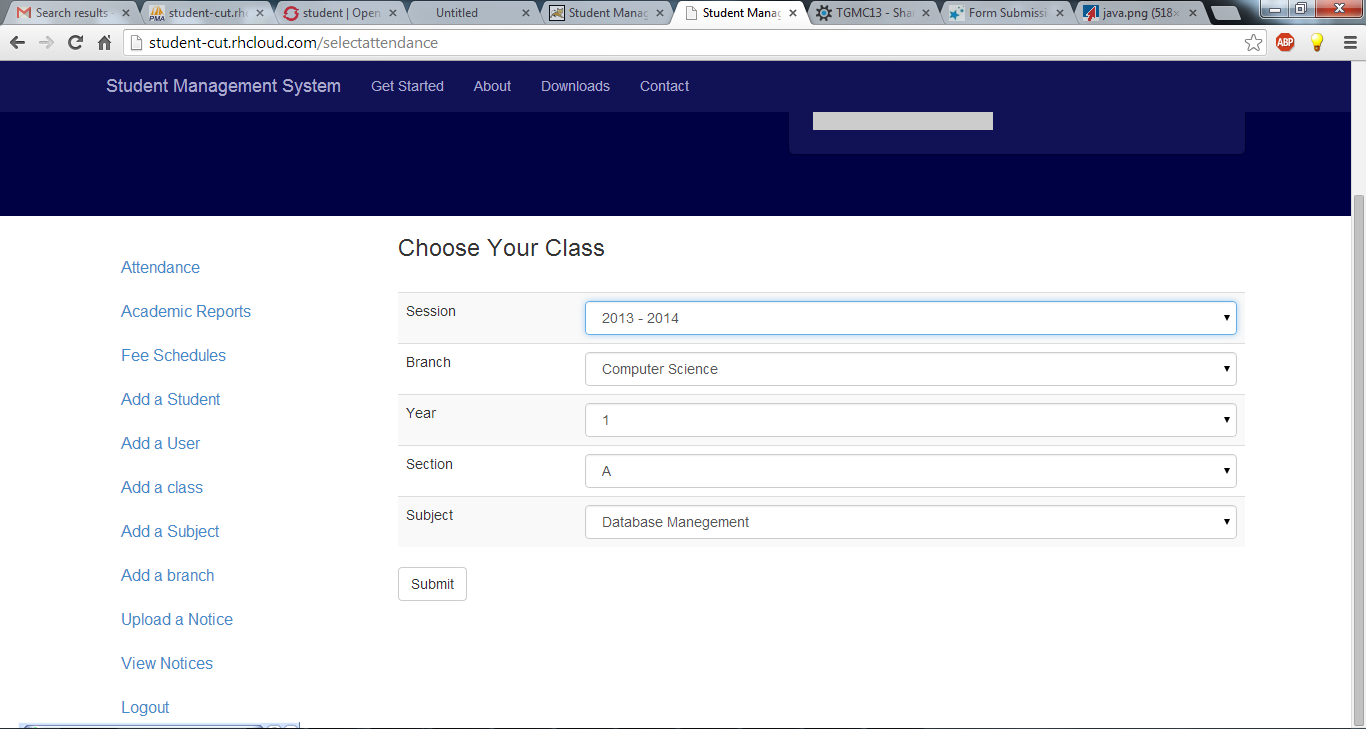 Search results -
student-cut.rh
student | Open
Untitled
Student Manag
Student Manag
TGMC13 - Sha
Form Submissi
java.png (518×
student-cut.rhcloud.com/selectattendance
ABP
Student Management System
Get Started
About
Downloads
Contact
Choose Your Class
Attendance
Academic Reports
Fee Schedules
Add a Student
Add a User
Add a class
Add a Subject
Add a branch
Upload a Notice
View Notices
Logout
Session 2013 - 2014
Branch Computer Science
Year 1
Section A
Subject Database Manegement
Submit